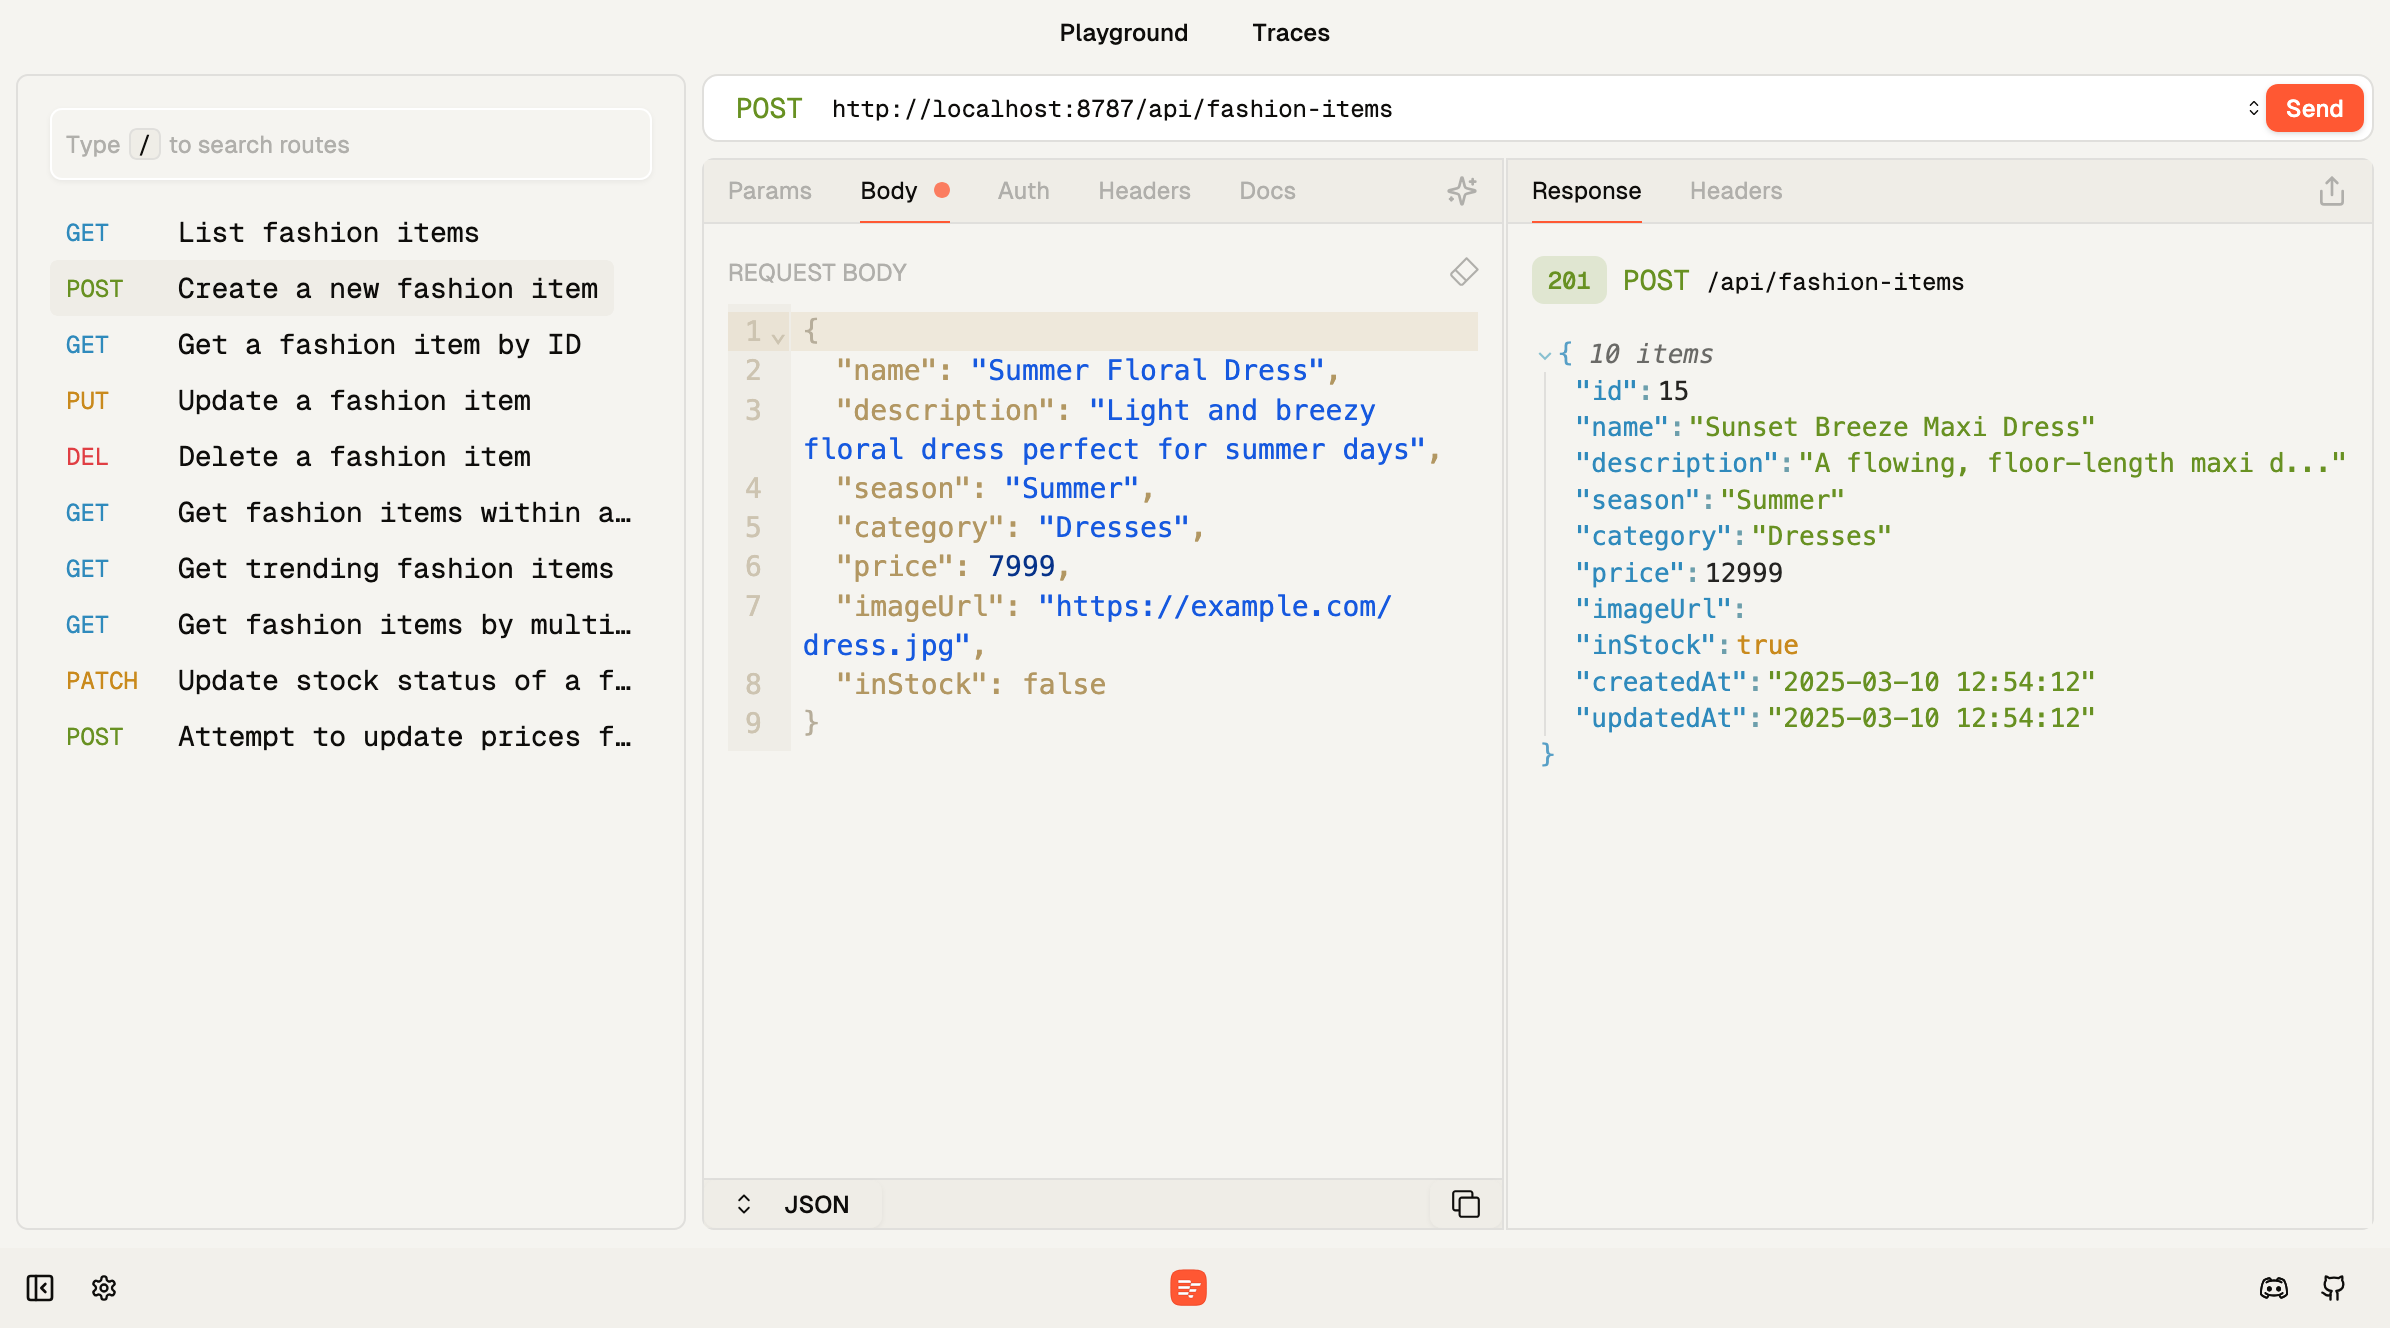 Playground Traces
Type / to search routes
GET List fashion items
POST Create a new fashion item
GET Get a fashion item by ID
PUT Update a fashion item
DEL Delete a fashion item
GET Get fashion items within a…
GET Get trending fashion items
GET Get fashion items by multi…
PATCH Update stock status of a f…
POST Attempt to update prices f…
POST http://localhost:8787/api/fashion-items Send
Params Body Auth Headers Docs
REQUEST BODY
1 {
2 "name": "Summer Floral Dress",
3 "description": "Light and breezy
floral dress perfect for summer days",
4 "season": "Summer",
5 "category": "Dresses",
6 "price": 7999,
7 "imageUrl": "https://example.com/
dress.jpg",
8 "inStock": false
9 }
JSON
Response Headers
201 POST /api/fashion-items
{ 10 items
"id":15
"name":"Sunset Breeze Maxi Dress"
"description":"A flowing, floor-length maxi d..."
"season":"Summer"
"category":"Dresses"
"price":12999
"imageUrl":
"inStock":true
"createdAt":"2025-03-10 12:54:12"
"updatedAt":"2025-03-10 12:54:12"
}